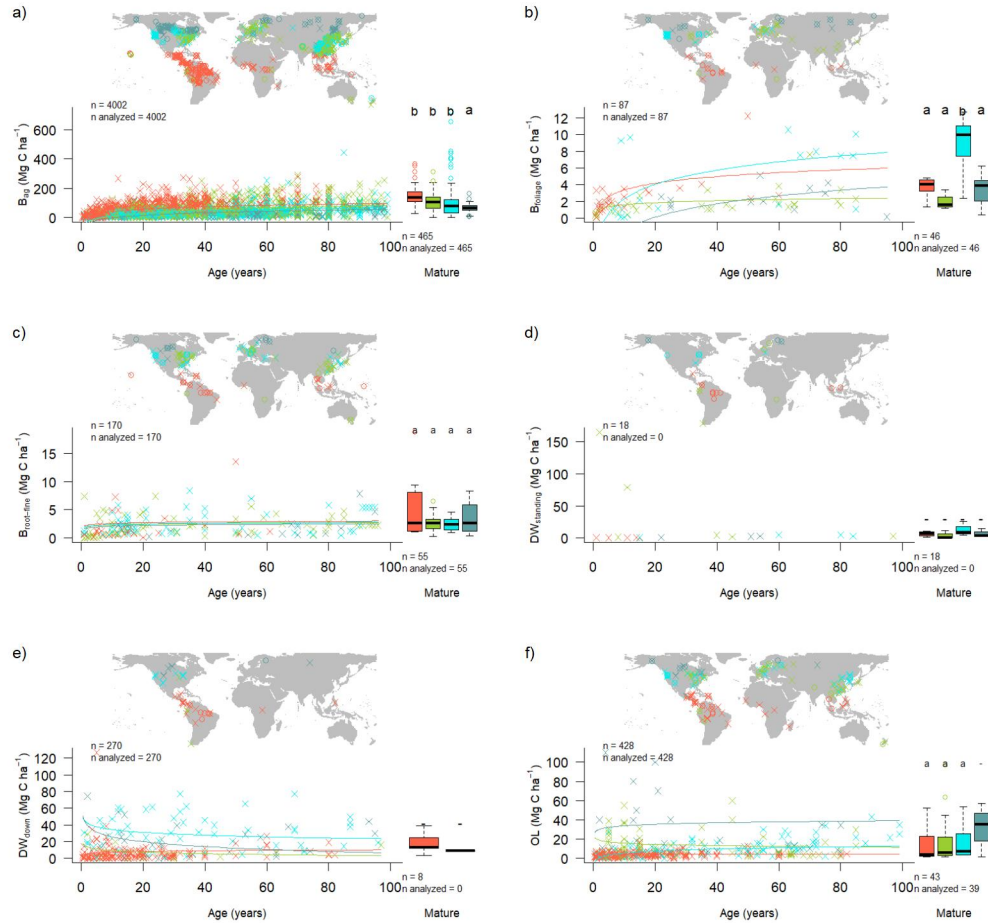 a)
n = 4002
n analyzed = 4002
b b b a
B_ag (Mg C ha⁻¹)
600
400
200
0
0 20 40 60 80 100
Age (years)
n = 465
n analyzed = 465
Mature
b)
n = 87
n analyzed = 87
a a b a
B_foliage (Mg C ha⁻¹)
12
10
8
6
4
2
0
0 20 40 60 80 100
Age (years)
n = 46
n analyzed = 46
Mature
c)
n = 170
n analyzed = 170
a a a a
B_root−fine (Mg C ha⁻¹)
15
10
5
0
0 20 40 60 80 100
Age (years)
n = 55
n analyzed = 55
Mature
d)
n = 18
n analyzed = 0
- - - -
DW_standing (Mg C ha⁻¹)
150
100
50
0
0 20 40 60 80 100
Age (years)
n = 18
n analyzed = 0
Mature
e)
n = 270
n analyzed = 270
- -
DW_down (Mg C ha⁻¹)
120
100
80
60
40
20
0
0 20 40 60 80 100
Age (years)
n = 8
n analyzed = 0
Mature
f)
n = 428
n analyzed = 428
a a a -
OL (Mg C ha⁻¹)
100
80
60
40
20
0
0 20 40 60 80 100
Age (years)
n = 43
n analyzed = 39
Mature